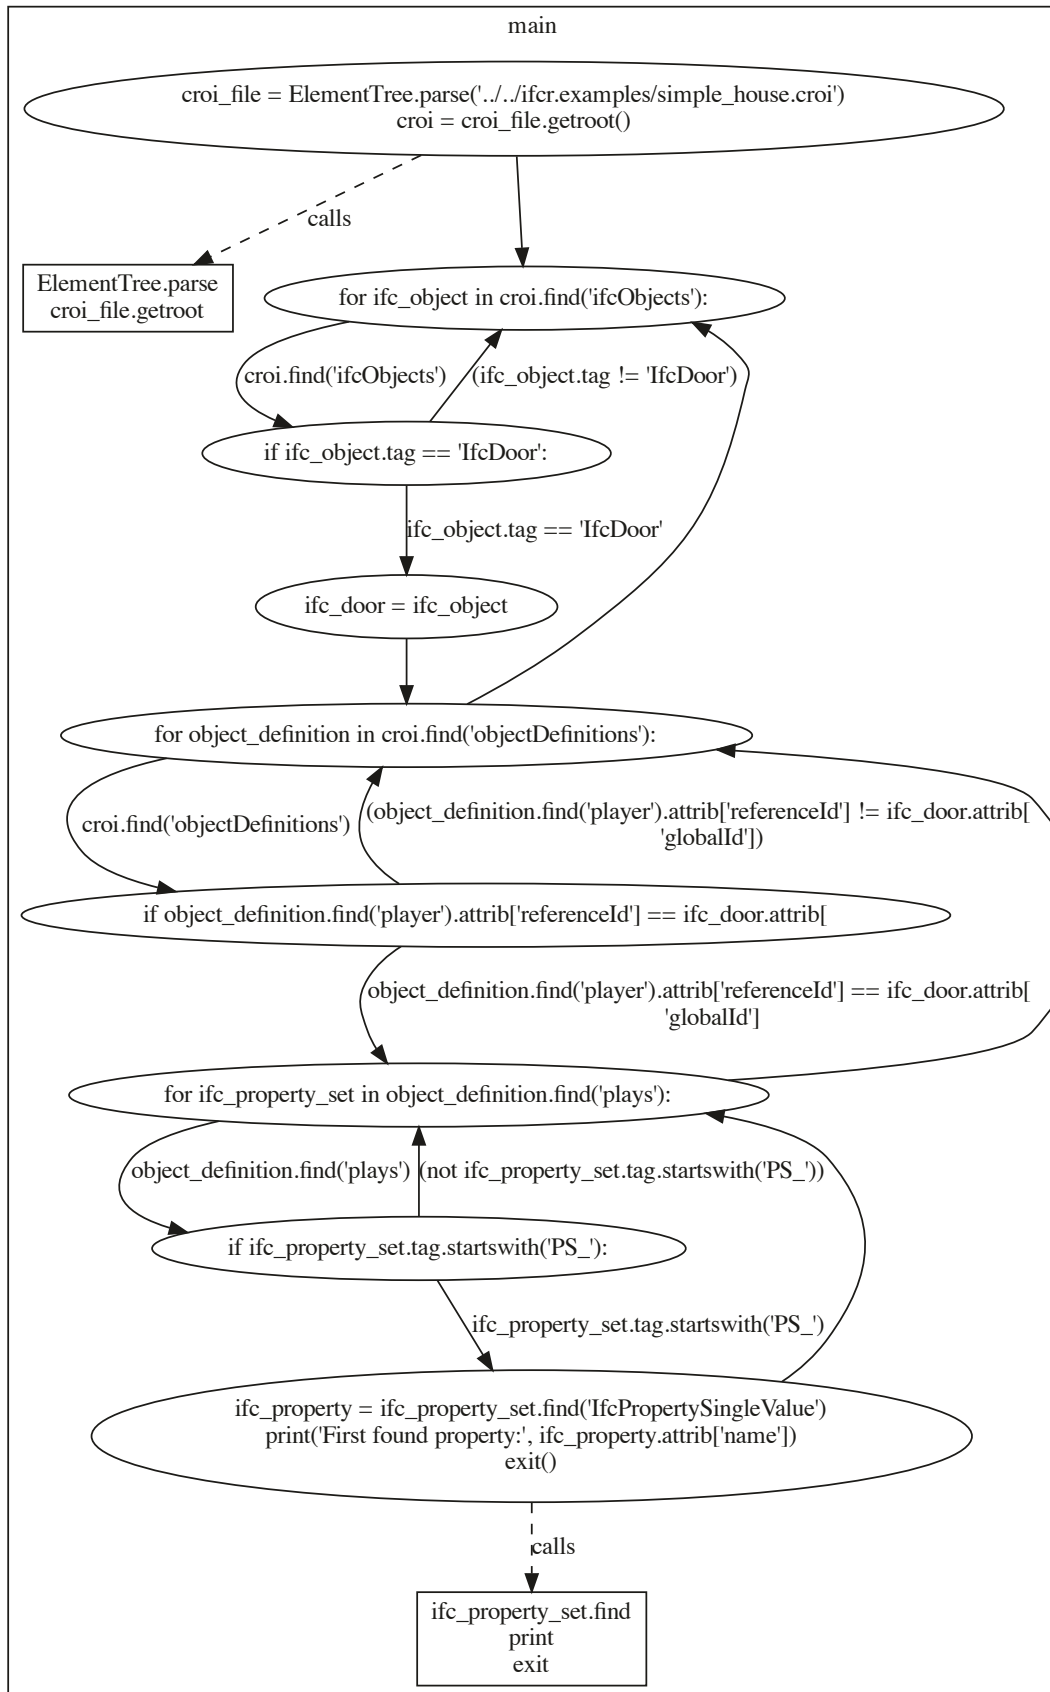 main
croi_file = ElementTree.parse('../../ifcr.examples/simple_house.croi')
croi = croi_file.getroot()
calls
ElementTree.parse
croi_file.getroot
for ifc_object in croi.find('ifcObjects'):
croi.find('ifcObjects')
(ifc_object.tag != 'IfcDoor')
if ifc_object.tag == 'IfcDoor':
ifc_object.tag == 'IfcDoor'
ifc_door = ifc_object
for object_definition in croi.find('objectDefinitions'):
croi.find('objectDefinitions')
(object_definition.find('player').attrib['referenceId'] != ifc_door.attrib[
'globalId'])
if object_definition.find('player').attrib['referenceId'] == ifc_door.attrib[
object_definition.find('player').attrib['referenceId'] == ifc_door.attrib[
'globalId']
for ifc_property_set in object_definition.find('plays'):
object_definition.find('plays')
(not ifc_property_set.tag.startswith('PS_'))
if ifc_property_set.tag.startswith('PS_'):
ifc_property_set.tag.startswith('PS_')
ifc_property = ifc_property_set.find('IfcPropertySingleValue')
print('First found property:', ifc_property.attrib['name'])
exit()
calls
ifc_property_set.find
print
exit